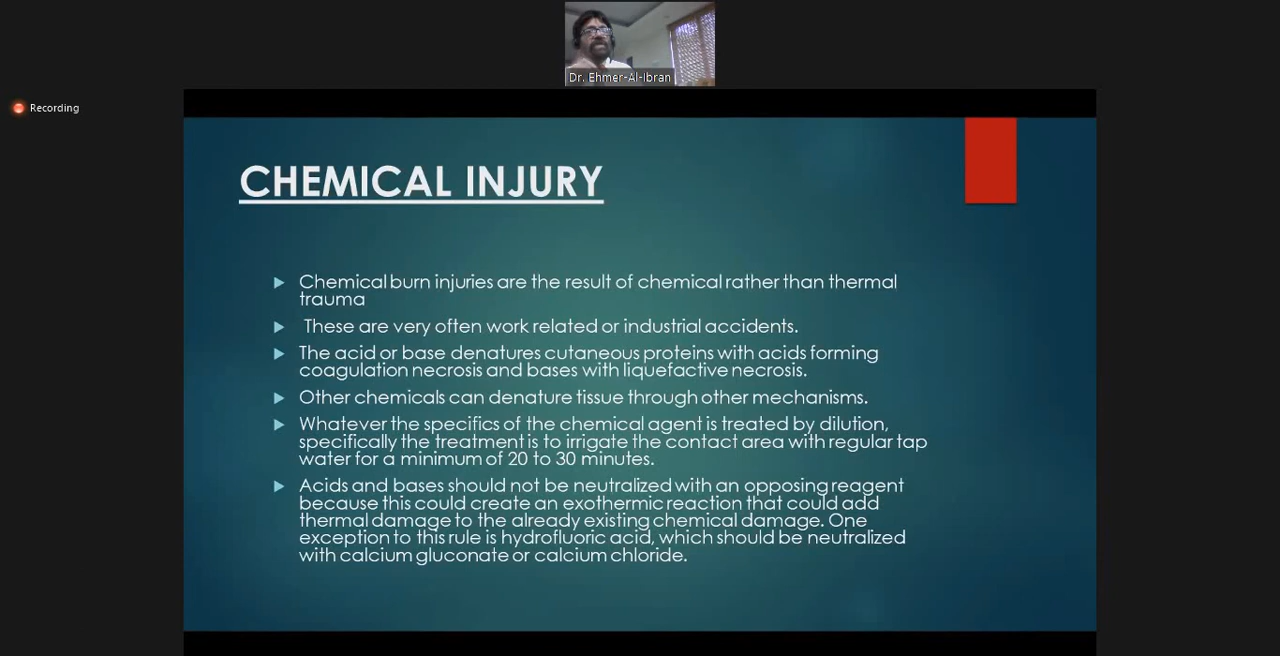 Dr. Ehmer-Al-Ibran
Recording
CHEMICAL INJURY
Chemical burn injuries are the result of chemical rather than thermal
trauma
These are very often work related or industrial accidents.
The acid or base denatures cutaneous proteins with acids forming
coagulation necrosis and bases with liquefactive necrosis.
Other chemicals can denature tissue through other mechanisms.
Whatever the specifics of the chemical agent is treated by dilution,
specifically the treatment is to irrigate the contact area with regular tap
water for a minimum of 20 to 30 minutes.
Acids and bases should not be neutralized with an opposing reagent
because this could create an exothermic reaction that could add
thermal damage to the already existing chemical damage. One
exception to this rule is hydrofluoric acid, which should be neutralized
with calcium gluconate or calcium chloride.